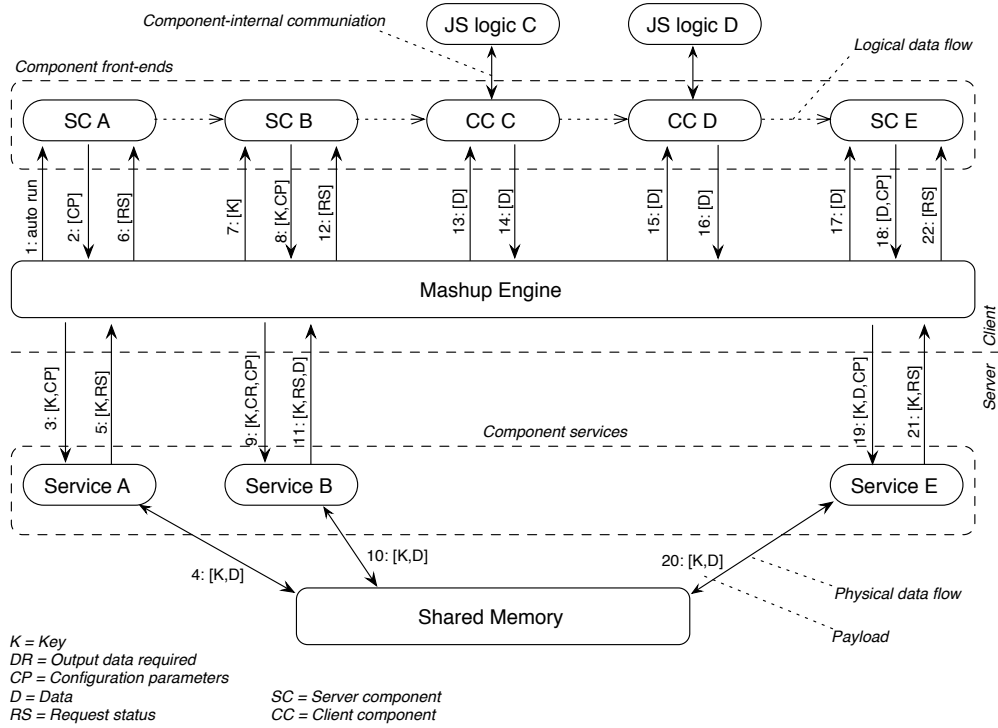 Component-internal communiation
JS logic C
JS logic D
Logical data flow
Component front-ends
SC A
SC B
CC C
CC D
SC E
1: auto run
2: [CP]
6: [RS]
7: [K]
8: [K,CP]
12: [RS]
13: [D]
14: [D]
15: [D]
16: [D]
17: [D]
18: [D,CP]
22: [RS]
Mashup Engine
Client
Server
3: [K,CP]
5: [K,RS]
9: [K,CR,CP]
11: [K,RS,D]
19: [K,D,CP]
21: [K,RS]
Component services
Service A
Service B
Service E
4: [K,D]
10: [K,D]
20: [K,D]
Shared Memory
Physical data flow
Payload
K = Key
DR = Output data required
CP = Configuration parameters
D = Data
RS = Request status
SC = Server component
CC = Client component